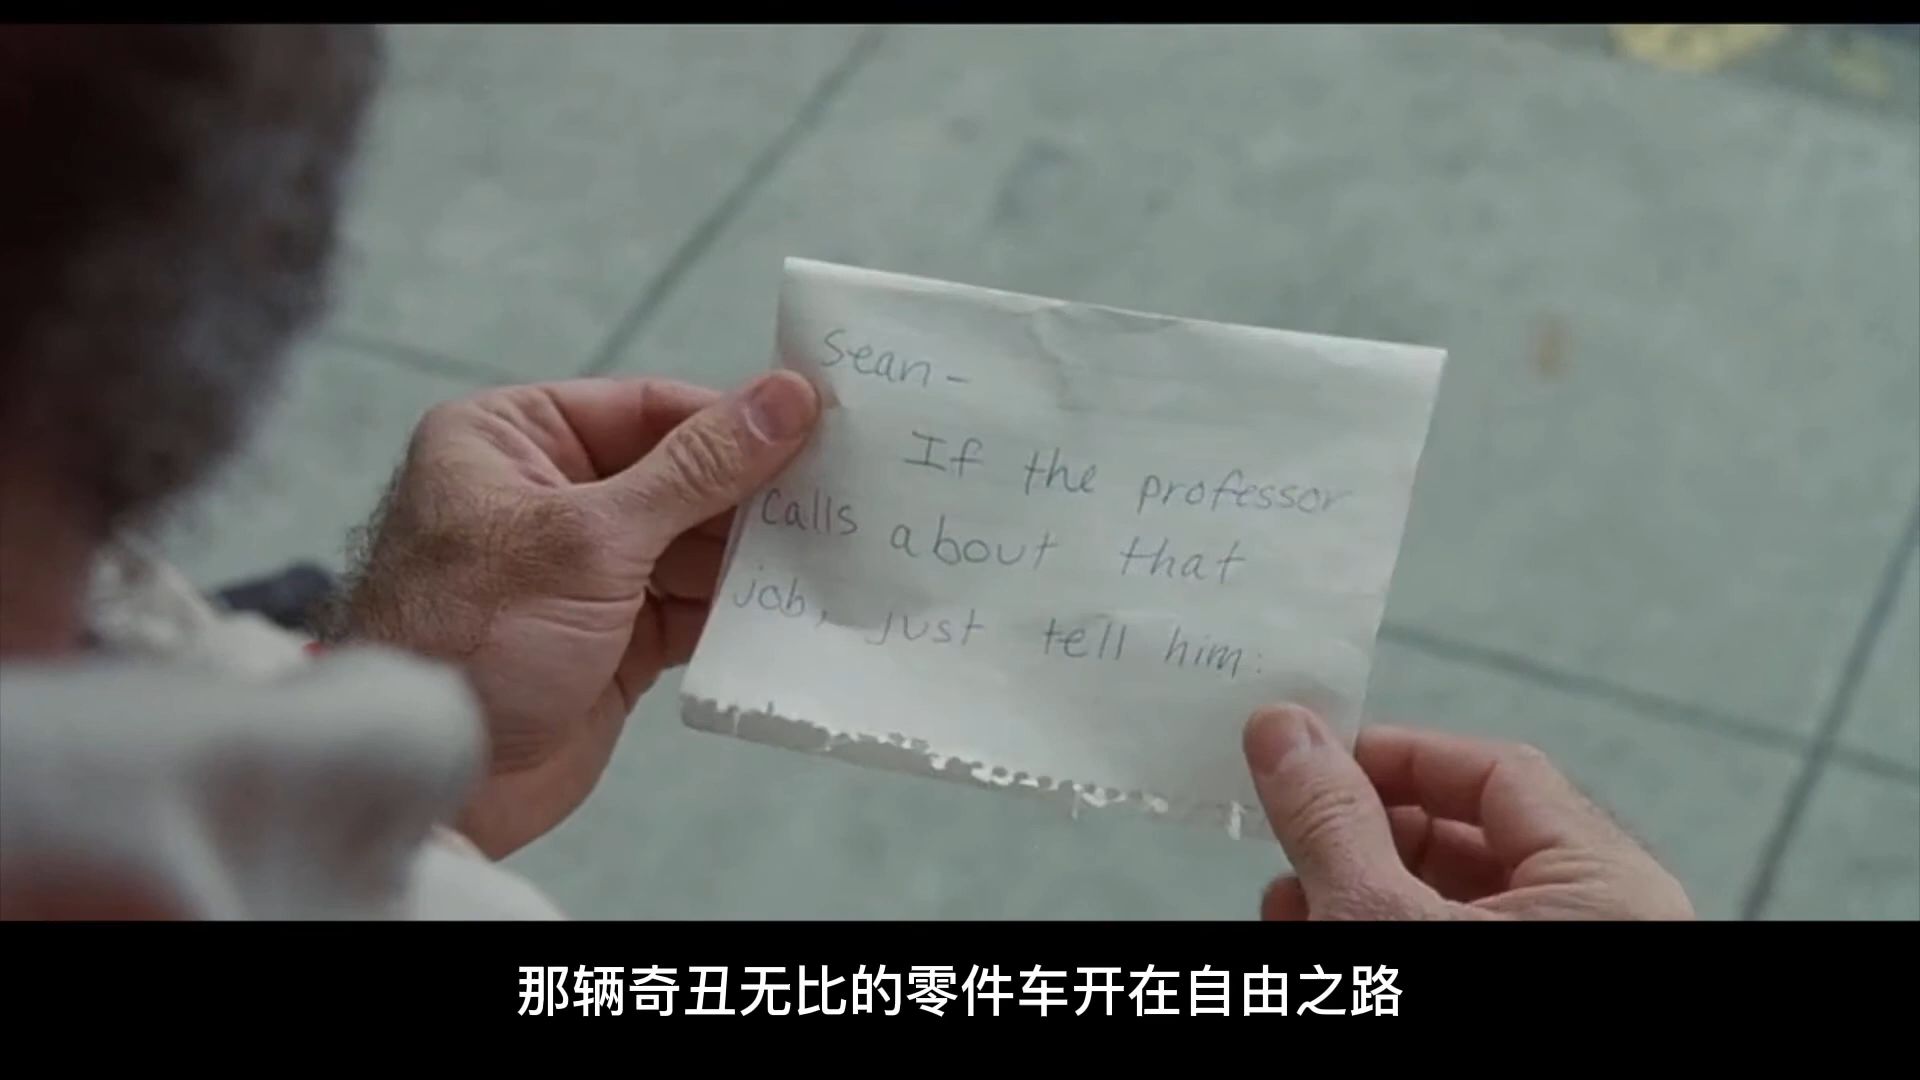 Sean-
If the professor
calls about that
job, just tell him:
那辆奇丑无比的零件车开在自由之路